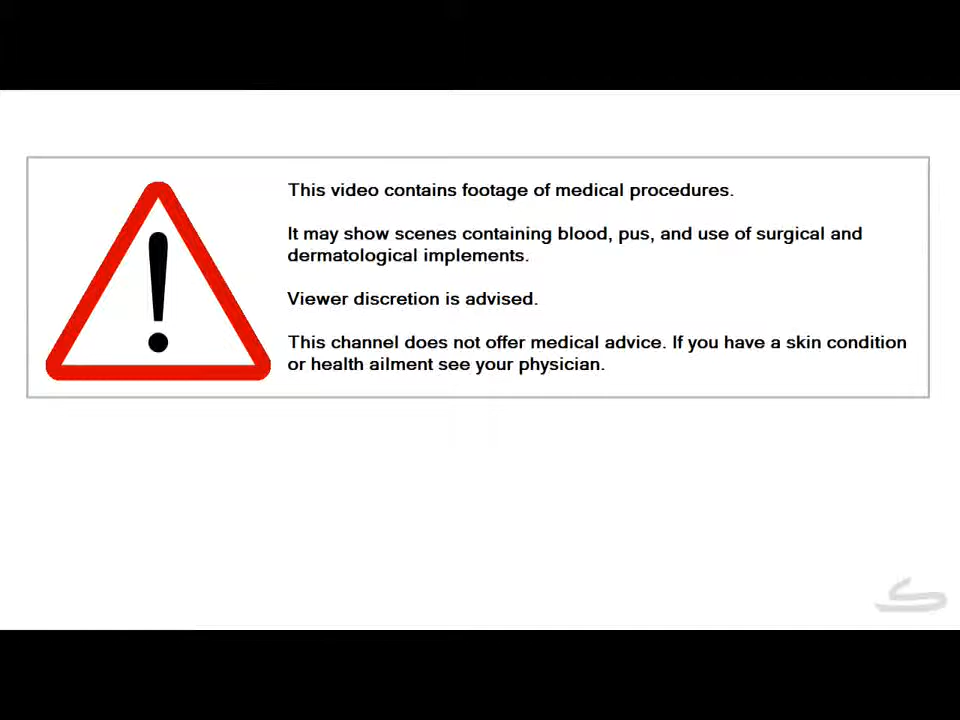 This video contains footage of medical procedures.
It may show scenes containing blood, pus, and use of surgical and
dermatological implements.
Viewer discretion is advised.
This channel does not offer medical advice. If you have a skin condition
or health ailment see your physician.